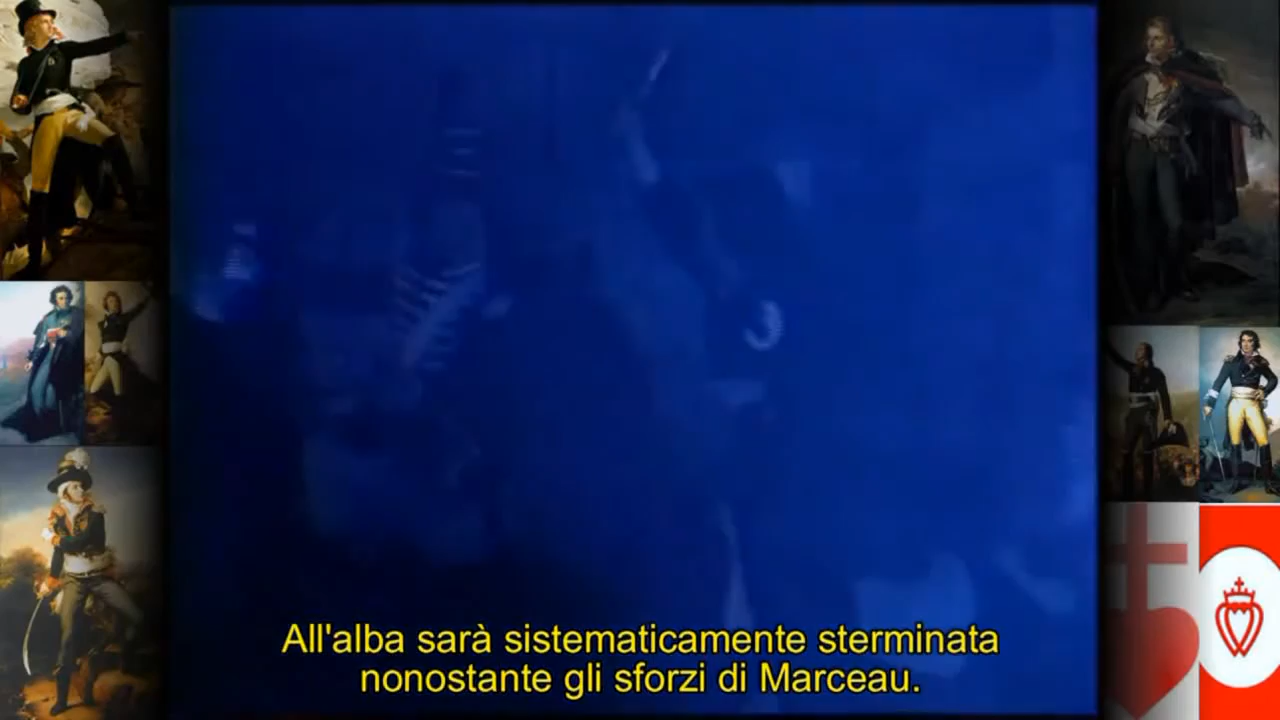 All'alba sarà sistematicamente sterminata
nonostante gli sforzi di Marceau.